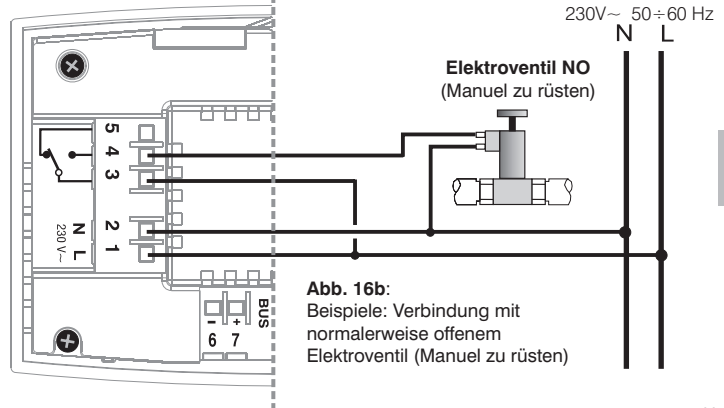 230V~ 50÷60 Hz
N L
Elektroventil NO
(Manuel zu rüsten)
5
4
3
2
1
N
L
230 V~
BUS
- +
6 7
Abb. 16b:
Beispiele: Verbindung mit
normalerweise offenem
Elektroventil (Manuel zu rüsten)